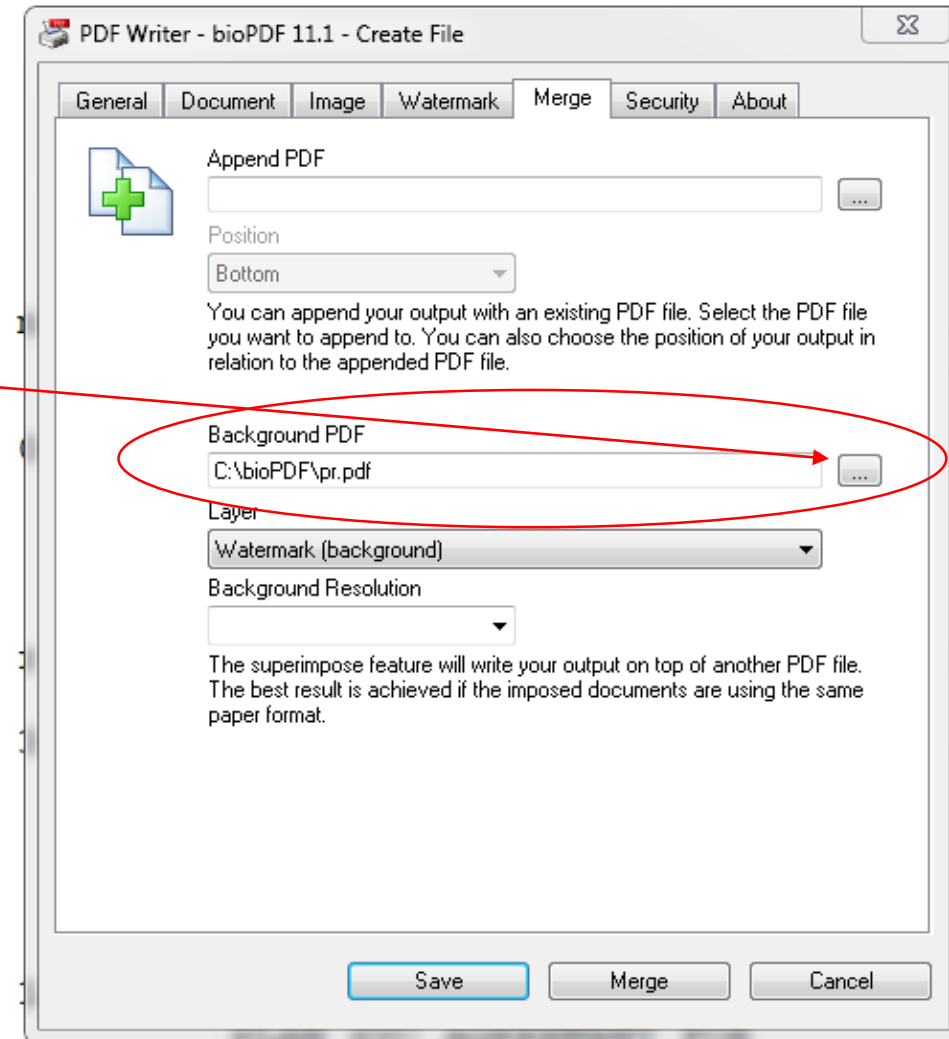 PDF Writer - bioPDF 11.1 - Create File
General Document Image Watermark Merge Security About
Append PDF
...
Position
Bottom
You can append your output with an existing PDF file. Select the PDF file
you want to append to. You can also choose the position of your output in
relation to the appended PDF file.
Background PDF
C:\bioPDF\pr.pdf ...
Layer
Watermark (background)
Background Resolution
The superimpose feature will write your output on top of another PDF file.
The best result is achieved if the imposed documents are using the same
paper format.
Save Merge Cancel